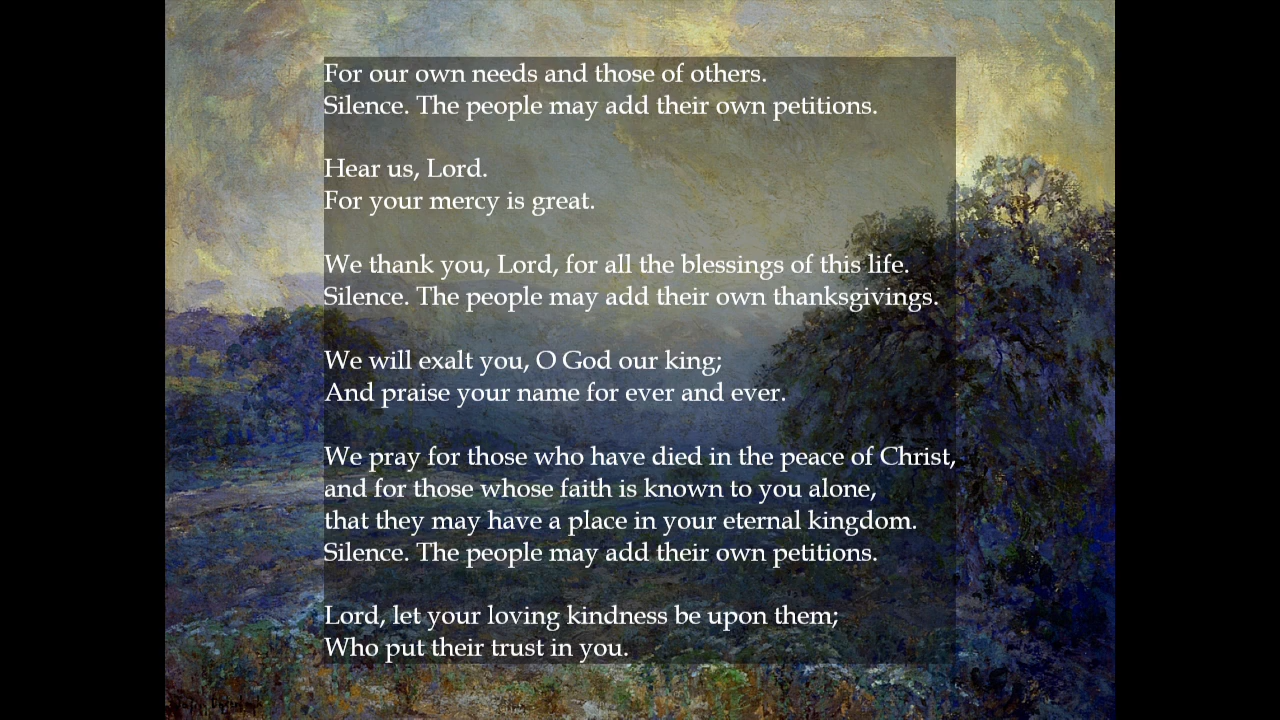 For our own needs and those of others.
Silence. The people may add their own petitions.
Hear us, Lord.
For your mercy is great.
We thank you, Lord, for all the blessings of this life.
Silence. The people may add their own thanksgivings.
We will exalt you, O God our king;
And praise your name for ever and ever.
We pray for those who have died in the peace of Christ,
and for those whose faith is known to you alone,
that they may have a place in your eternal kingdom.
Silence. The people may add their own petitions.
Lord, let your loving kindness be upon them;
Who put their trust in you.